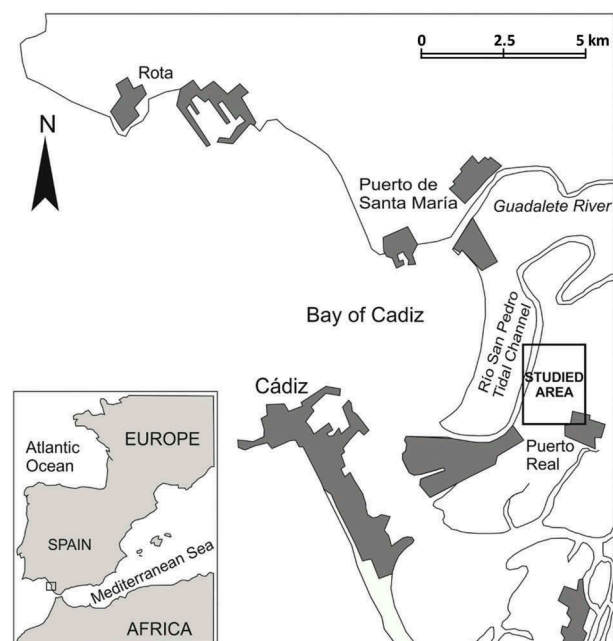 0 2.5 5 km
Rota
N
Puerto de
Santa María
Guadalete River
Bay of Cadiz
Río San Pedro
Tidal Channel
STUDIED
AREA
Cádiz
Puerto
Real
Atlantic
Ocean
EUROPE
SPAIN
Mediterranean Sea
AFRICA